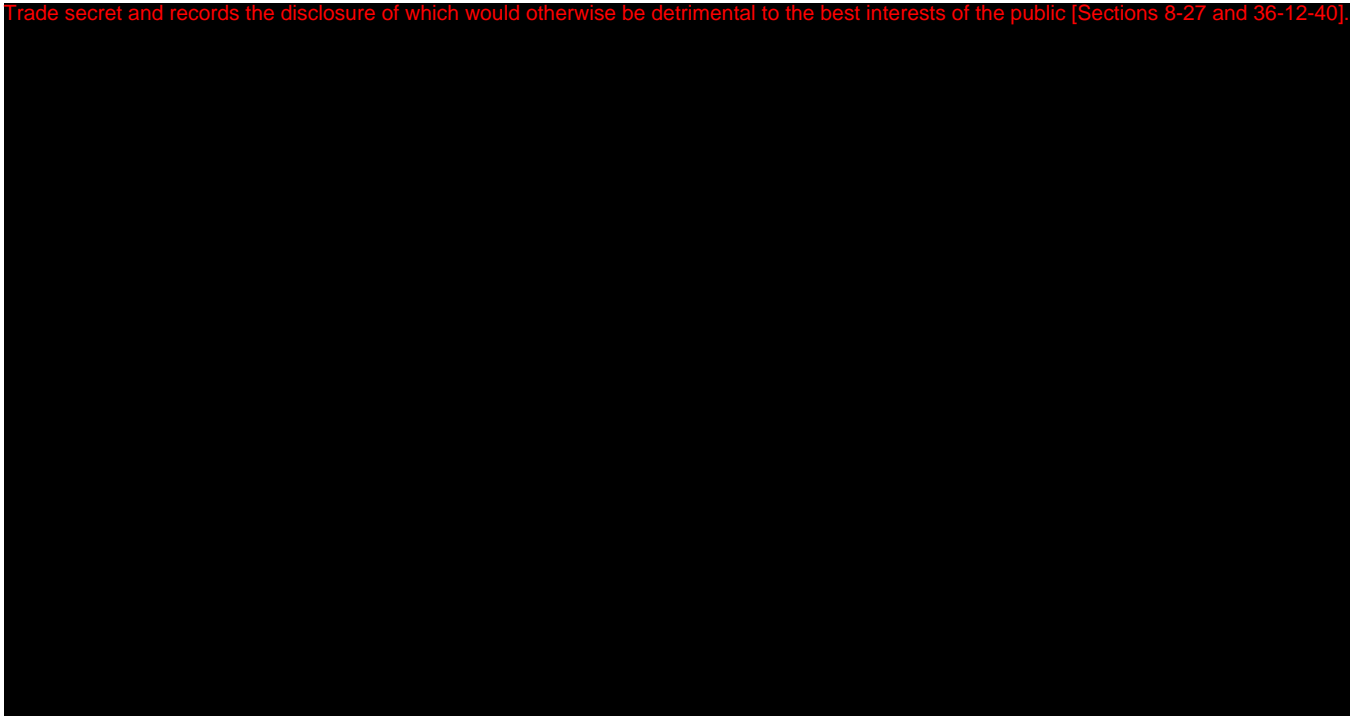 Trade secret and records the disclosure of which would otherwise be detrimental to the best interests of the public [Sections 8-27 and 36-12-40].